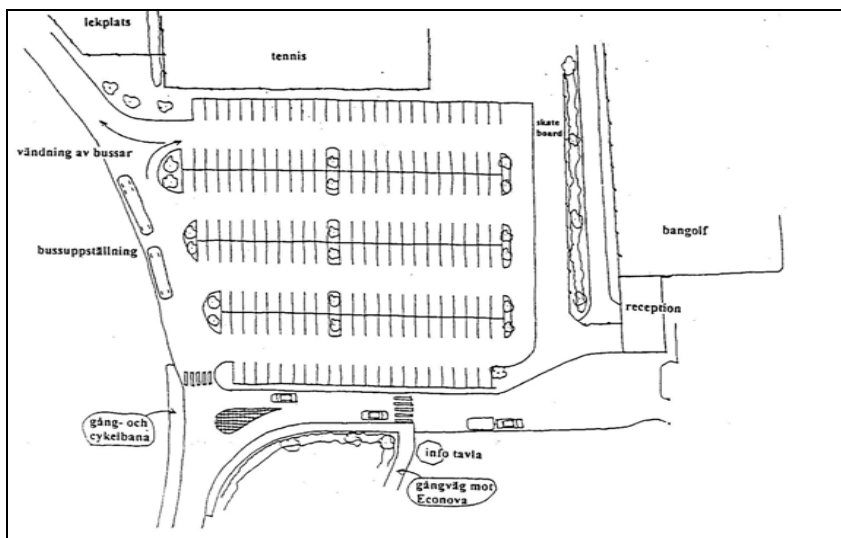 lekplats
tennis
skate
board
vändning av bussar
bangolf
bussuppställning
reception
gång- och
cykelbana
info tavla
gångväg mot
Econova